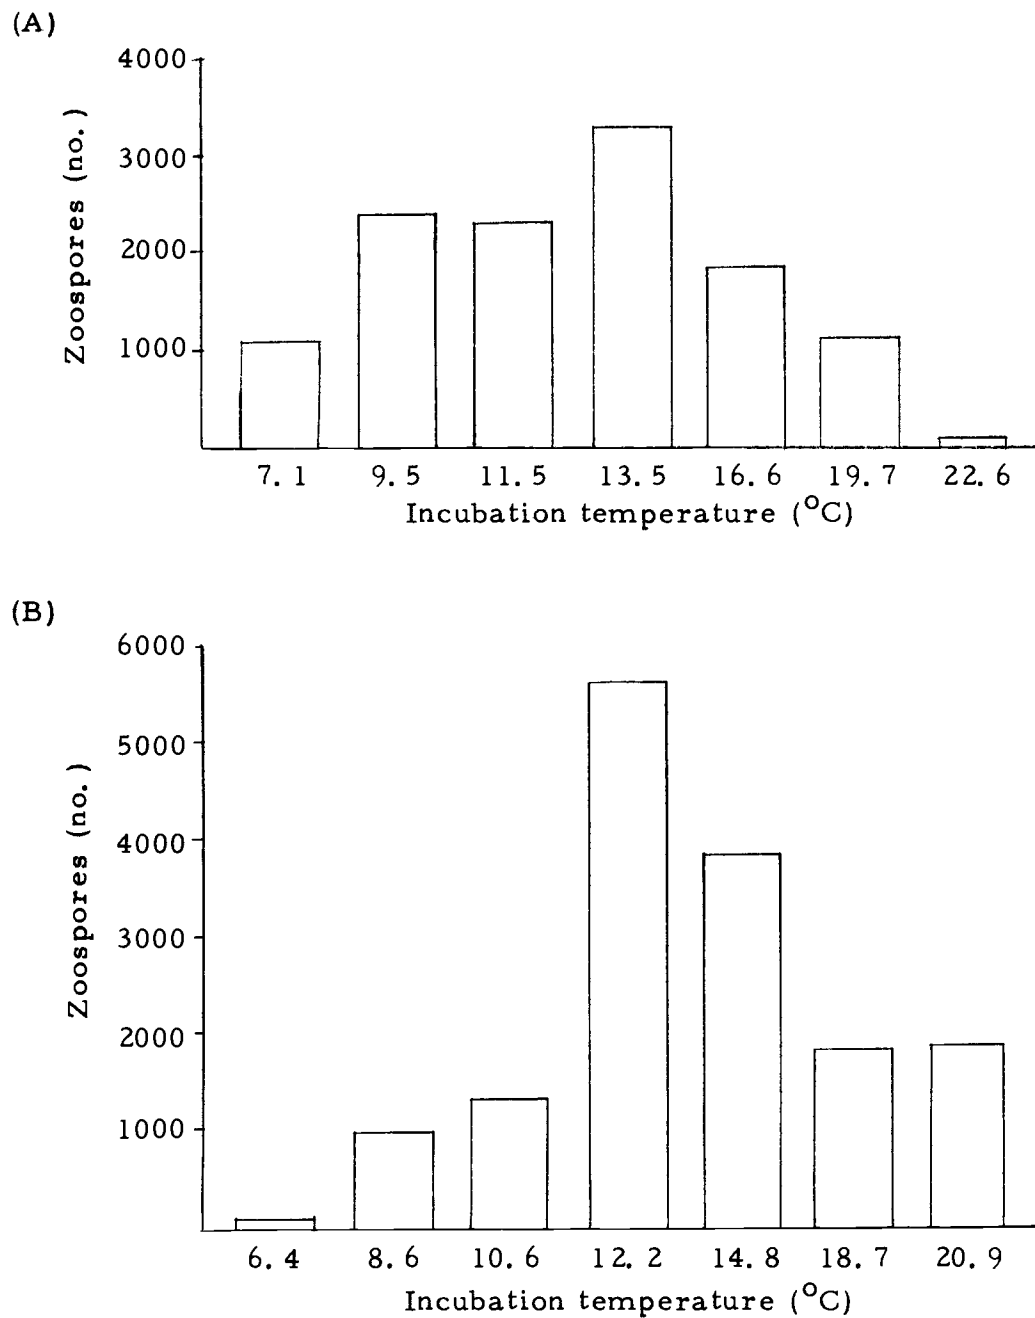 (A)
4000
3000
2000
1000
Zoospores (no.)
7.1 9.5 11.5 13.5 16.6 19.7 22.6
Incubation temperature (°C)
(B)
6000
5000
4000
3000
2000
1000
Zoospores (no.)
6.4 8.6 10.6 12.2 14.8 18.7 20.9
Incubation temperature (°C)